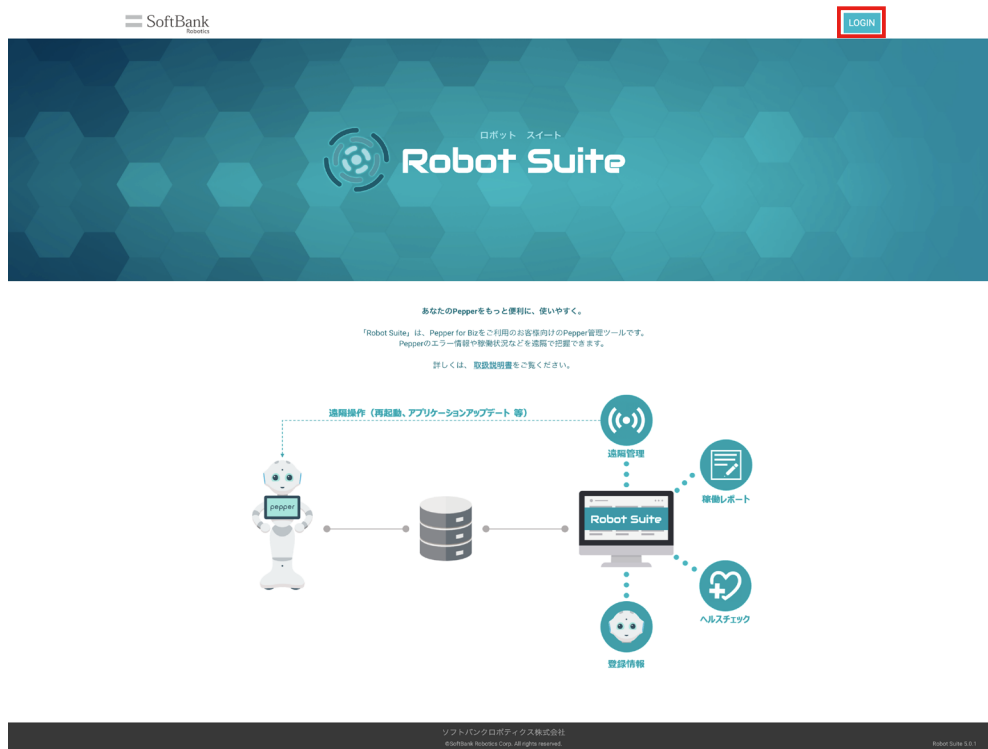 SoftBank
Robotics
LOGIN
ロボット スイート
Robot Suite
あなたのPepperをもっと便利に、使いやすく。
「Robot Suite」は、Pepper for Bizをご利用のお客様向けのPepper管理ツールです。
Pepperのエラー情報や稼働状況などを遠隔で把握できます。
詳しくは、 取扱説明書をご覧ください。
遠隔操作（再起動、アプリケーションアップデート 等）
遠隔管理
稼働レポート
pepper
Robot Suite
ヘルスチェック
登録情報
ソフトバンクロボティクス株式会社
©SoftBank Robotics Corp. All rights reserved.
Robot Suite 5.9.1